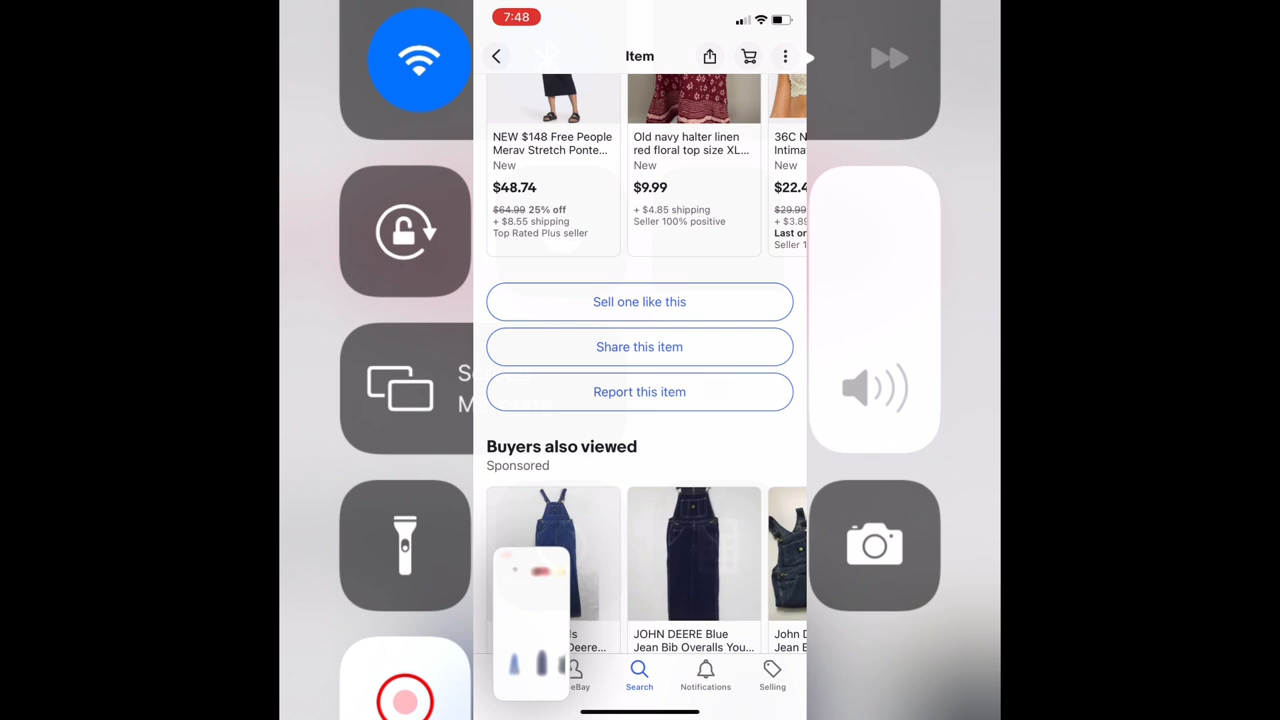 7:48
Item
NEW $148 Free People
Merav Stretch Ponte...
New
$48.74
$64.99 25% off
+ $8.55 shipping
Top Rated Plus seller
Old navy halter linen
red floral top size XL...
New
$9.99
+ $4.85 shipping
Seller 100% positive
36C N
Intima
New
$22.4
$29.99
+ $3.89
Last or
Seller 1
Sell one like this
Share this item
Report this item
Buyers also viewed
Sponsored
ls
Deere...
JOHN DEERE Blue
Jean Bib Overalls You...
John D
Jean B
eBay
Search
Notifications
Selling